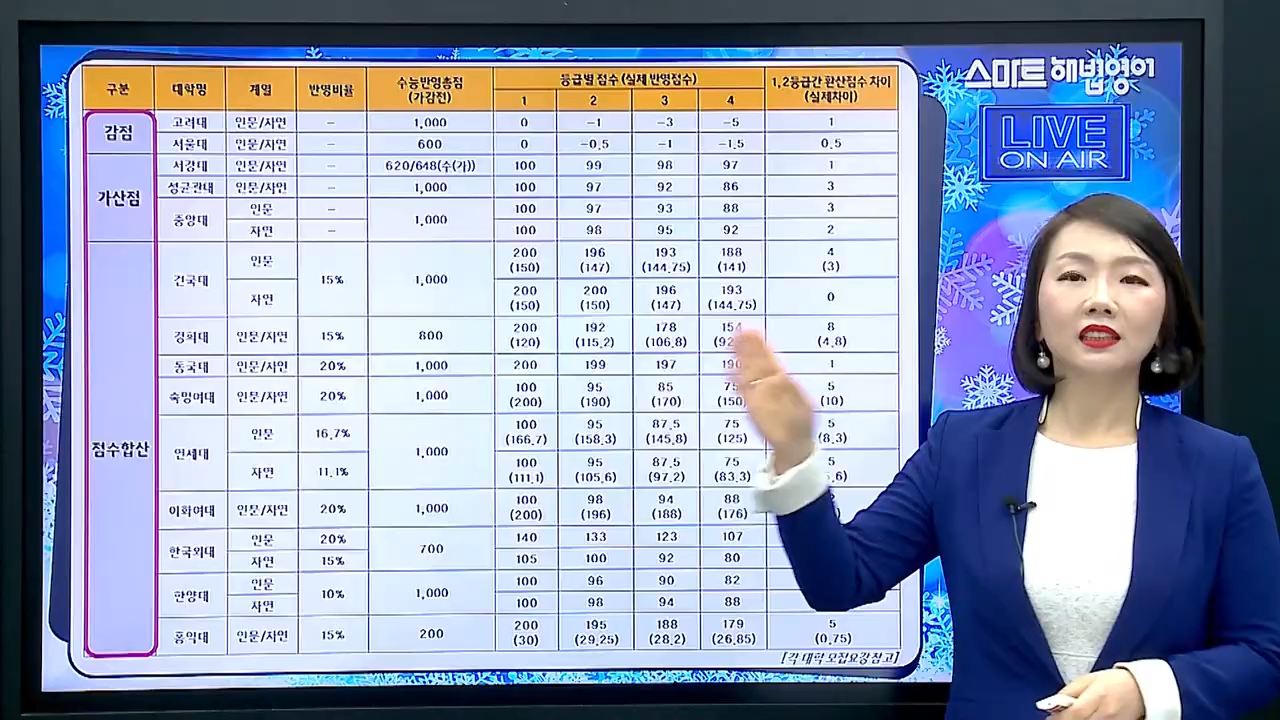 스마트 해법영어
LIVE
ON AIR
구분 대학명 계열 반영비율 수능반영총점 (가감전) 등급별 점수 (실제 반영점수) 1, 2등급간 환산점수 차이 (실제차이)
1 2 3 4
감점 고려대 인문/자연 - 1,000 0 -1 -3 -5 1
서울대 인문/자연 - 600 0 -0.5 -1 -1.5 0.5
가산점 서강대 인문/자연 - 620/648(수(가)) 100 99 98 97 1
성균관대 인문/자연 - 1,000 100 97 92 86 3
중앙대 인문 - 1,000 100 97 93 88 3
자연 - 100 98 95 92 2
점수합산 건국대 인문 15% 1,000 200 196 193 188 4
(150) (147) (144.75) (141) (3)
자연 200 200 196 193 0
(150) (150) (147) (144.75)
경희대 인문/자연 15% 800 200 192 178 154 8
(120) (115.2) (106.8) (4.8)
동국대 인문/자연 20% 1,000 200 199 197 1
숙명여대 인문/자연 20% 1,000 100 95 85 75 5
(200) (190) (170) (150) (10)
연세대 인문 16.7% 1,000 100 95 87.5 75 5
(166.7) (158.3) (145.8) (125) (8.3)
자연 11.1% 100 95 87.5 75 5
(111.1) (105.6) (97.2) (83.3)
이화여대 인문/자연 20% 1,000 100 98 94 88
(200) (196) (188) (176)
한국외대 인문 20% 700 140 133 123 107
자연 15% 105 100 92 80
한양대 인문 10% 1,000 100 96 90 82
자연 100 98 94 88
홍익대 인문/자연 15% 200 200 195 188 179 5
(30) (29.25) (28.2) (26.85) (0.75)
[각 대학 모집요강 참고]